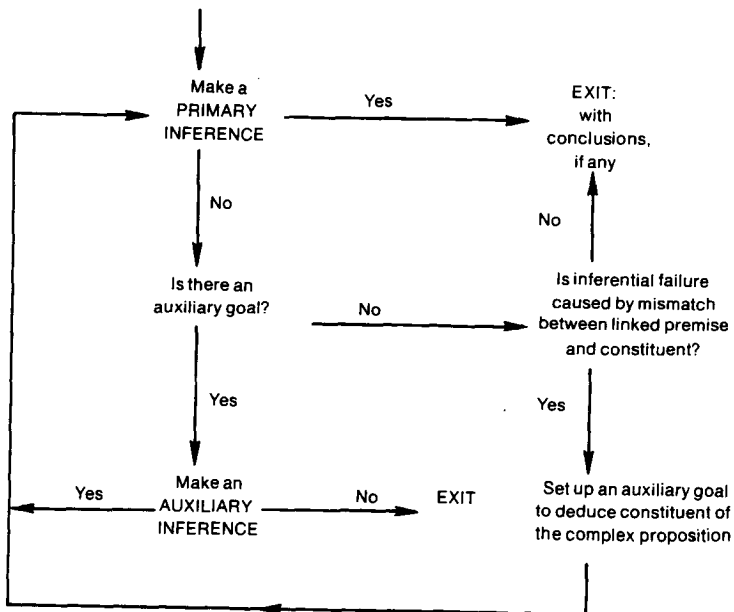 Make a
PRIMARY
INFERENCE
Yes
EXIT:
with
conclusions,
if any
No
No
Is there an
auxiliary goal?
No
Is inferential failure
caused by mismatch
between linked premise
and constituent?
Yes
Yes
Make an
AUXILIARY
INFERENCE
Yes
No
EXIT
Set up an auxiliary goal
to deduce constituent of
the complex proposition